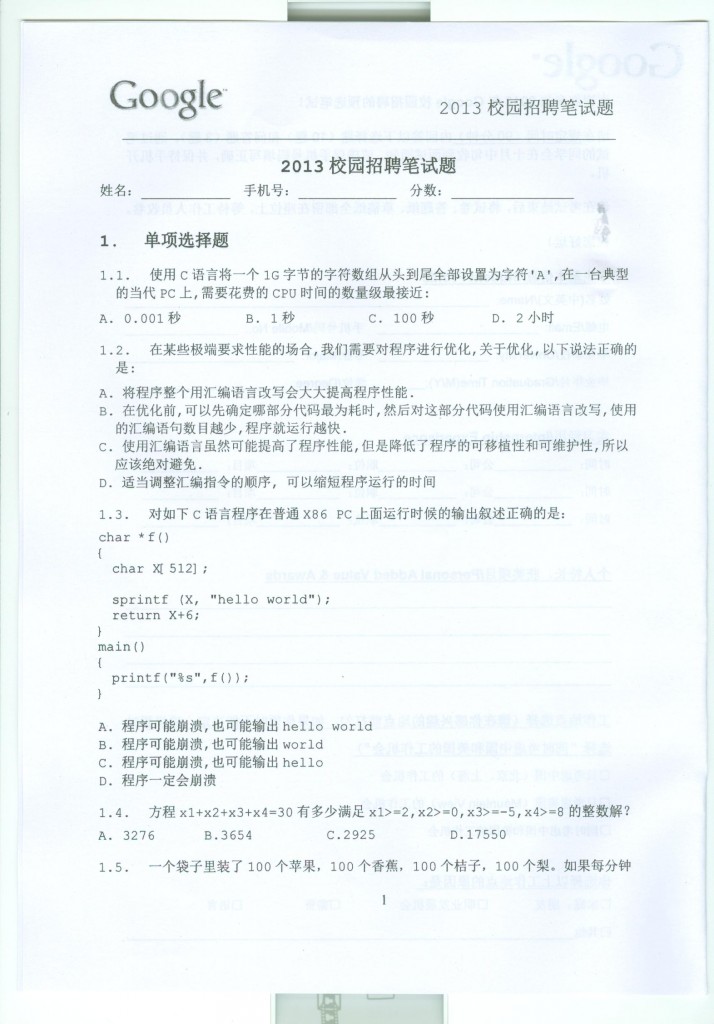 Google™
2013 校园招聘笔试题
2013 校园招聘笔试题
姓名: 手机号: 分数:
1. 单项选择题
1.1. 使用 C 语言将一个 1G 字节的字符数组从头到尾全部设置为字符'A',在一台典型
的当代 PC 上,需要花费的 CPU 时间的数量级最接近:
A. 0.001 秒 B. 1 秒 C. 100 秒 D. 2 小时
1.2. 在某些极端要求性能的场合,我们需要对程序进行优化,关于优化,以下说法正确的
是:
A. 将程序整个用汇编语言改写会大大提高程序性能.
B. 在优化前,可以先确定哪部分代码最为耗时,然后对这部分代码使用汇编语言改写,使用
的汇编语句数目越少,程序就运行越快.
C. 使用汇编语言虽然可能提高了程序性能,但是降低了程序的可移植性和可维护性,所以
应该绝对避免.
D. 适当调整汇编指令的顺序, 可以缩短程序运行的时间
1.3. 对如下 C 语言程序在普通 X86 PC 上面运行时候的输出叙述正确的是:
char *f()
{
char X[512];
sprintf (X, "hello world");
return X+6;
}
main()
{
printf("%s",f());
}
A. 程序可能崩溃,也可能输出 hello world
B. 程序可能崩溃,也可能输出 world
C. 程序可能崩溃,也可能输出 hello
D. 程序一定会崩溃
1.4. 方程 x1+x2+x3+x4=30 有多少满足 x1>=2,x2>=0,x3>=-5,x4>=8 的整数解?
A. 3276 B.3654 C.2925 D.17550
1.5. 一个袋子里装了 100 个苹果, 100 个香蕉, 100 个桔子, 100 个梨。如果每分钟
1